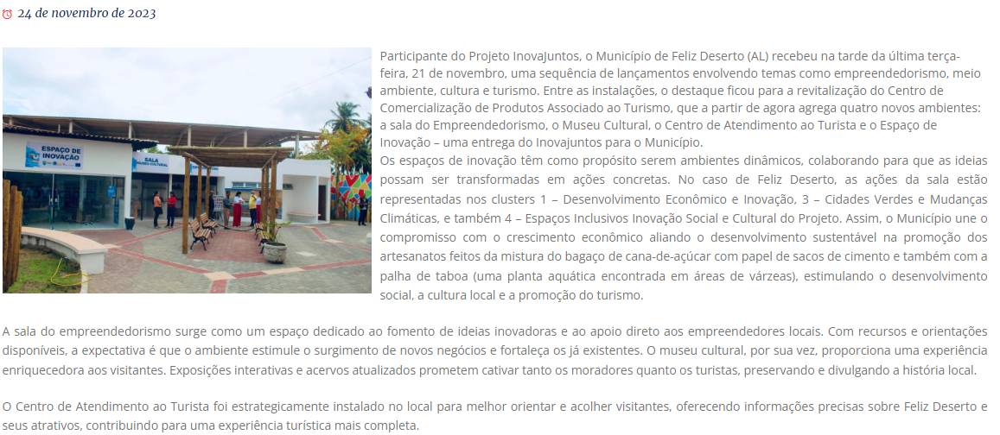 24 de novembro de 2023
Participante do Projeto InovaJuntos, o Município de Feliz Deserto (AL) recebeu na tarde da última terça-
feira, 21 de novembro, uma sequência de lançamentos envolvendo temas como empreendedorismo, meio
ambiente, cultura e turismo. Entre as instalações, o destaque ficou para a revitalização do Centro de
Comercialização de Produtos Associado ao Turismo, que a partir de agora agrega quatro novos ambientes:
a sala do Empreendedorismo, o Museu Cultural, o Centro de Atendimento ao Turista e o Espaço de
Inovação – uma entrega do Inovajuntos para o Município.
Os espaços de inovação têm como propósito serem ambientes dinâmicos, colaborando para que as ideias
possam ser transformadas em ações concretas. No caso de Feliz Deserto, as ações da sala estão
representadas nos clusters 1 – Desenvolvimento Econômico e Inovação, 3 – Cidades Verdes e Mudanças
Climáticas, e também 4 – Espaços Inclusivos Inovação Social e Cultural do Projeto. Assim, o Município une o
compromisso com o crescimento econômico aliando o desenvolvimento sustentável na promoção dos
artesanatos feitos da mistura do bagaço de cana-de-açúcar com papel de sacos de cimento e também com a
palha de taboa (uma planta aquática encontrada em áreas de várzeas), estimulando o desenvolvimento
social, a cultura local e a promoção do turismo.
ESPAÇO DE
INOVAÇÃO
SALA
MUSEU CULTURAL
A sala do empreendedorismo surge como um espaço dedicado ao fomento de ideias inovadoras e ao apoio direto aos empreendedores locais. Com recursos e orientações
disponíveis, a expectativa é que o ambiente estimule o surgimento de novos negócios e fortaleça os já existentes. O museu cultural, por sua vez, proporciona uma experiência
enriquecedora aos visitantes. Exposições interativas e acervos atualizados prometem cativar tanto os moradores quanto os turistas, preservando e divulgando a história local.
O Centro de Atendimento ao Turista foi estrategicamente instalado no local para melhor orientar e acolher visitantes, oferecendo informações precisas sobre Feliz Deserto e
seus atrativos, contribuindo para uma experiência turística mais completa.